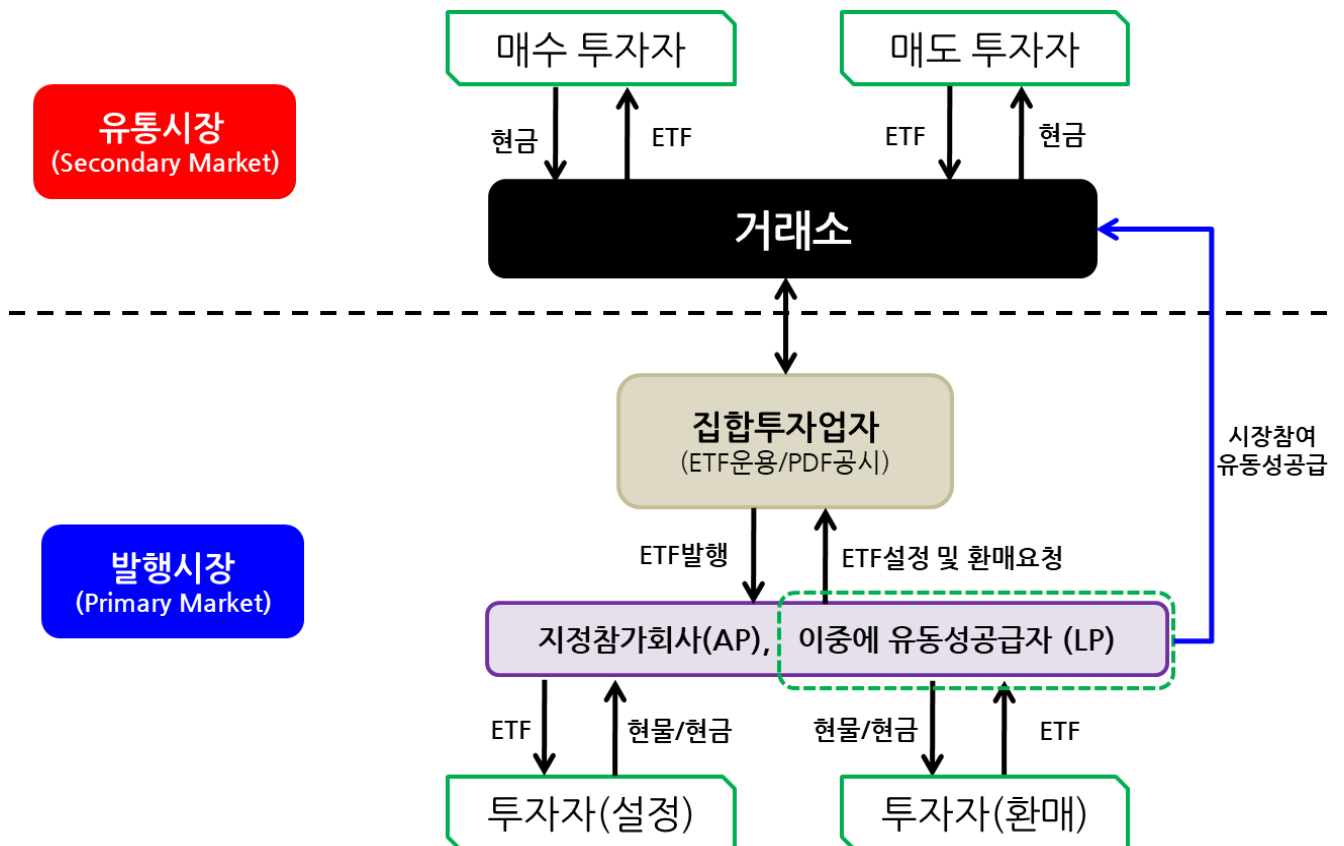 매수 투자자
매도 투자자
유통시장
(Secondary Market)
현금
ETF
ETF
현금
거래소
집합투자업자
(ETF운용/PDF공시)
시장참여
유동성공급
발행시장
(Primary Market)
ETF발행
ETF설정 및 환매요청
지정참가회사(AP), 이중에 유동성공급자 (LP)
ETF
현물/현금
현물/현금
ETF
투자자(설정)
투자자(환매)